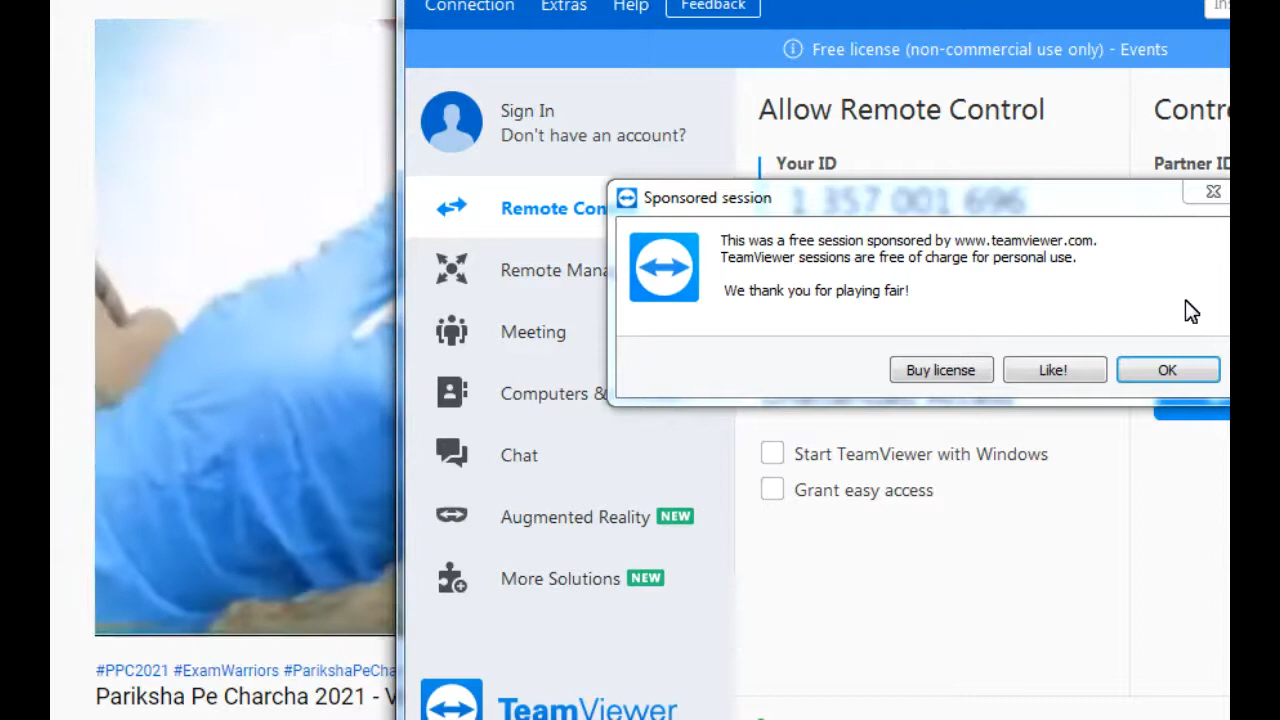 Connection Extras Help Feedback
Free license (non-commercial use only) - Events
Sign In
Don't have an account?
Allow Remote Control
Your ID
Partner ID
Remote Con
Sponsored session
1 357 001 696
This was a free session sponsored by www.teamviewer.com.
TeamViewer sessions are free of charge for personal use.
We thank you for playing fair!
Buy license Like! OK
Remote Mana
Meeting
Computers &
Chat
Augmented Reality NEW
More Solutions NEW
Start TeamViewer with Windows
Grant easy access
TeamViewer
#PPC2021 #ExamWarriors #ParikshaPeCha
Pariksha Pe Charcha 2021 - V